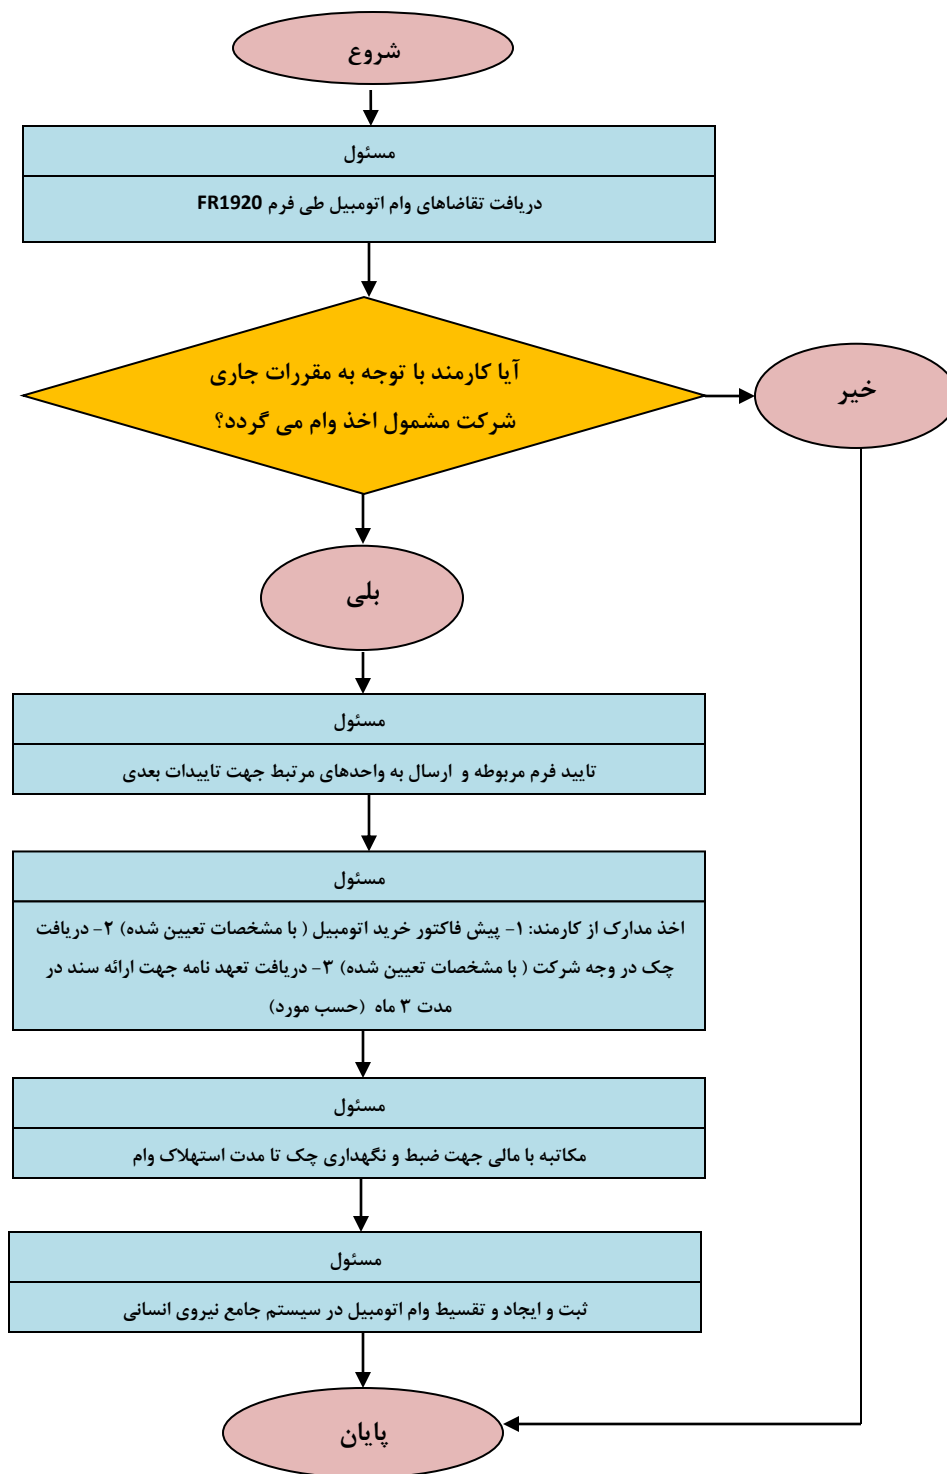 شروع
مسئول
دریافت تقاضاهای وام اتومبیل طی فرم FR1920
آیا کارمند با توجه به مقررات جاری
شرکت مشمول اخذ وام می گردد؟
خیر
بلی
مسئول
تایید فرم مربوطه و ارسال به واحدهای مرتبط جهت تاییدات بعدی
مسئول
اخذ مدارک از کارمند: ۱- پیش فاکتور خرید اتومبیل ( با مشخصات تعیین شده) ۲- دریافت
چک در وجه شرکت ( با مشخصات تعیین شده) ۳- دریافت تعهد نامه جهت ارائه سند در
مدت ۳ ماه (حسب مورد)
مسئول
مکاتبه با مالی جهت ضبط و نگهداری چک تا مدت استهلاک وام
مسئول
ثبت و ایجاد و تقسیط وام اتومبیل در سیستم جامع نیروی انسانی
پایان